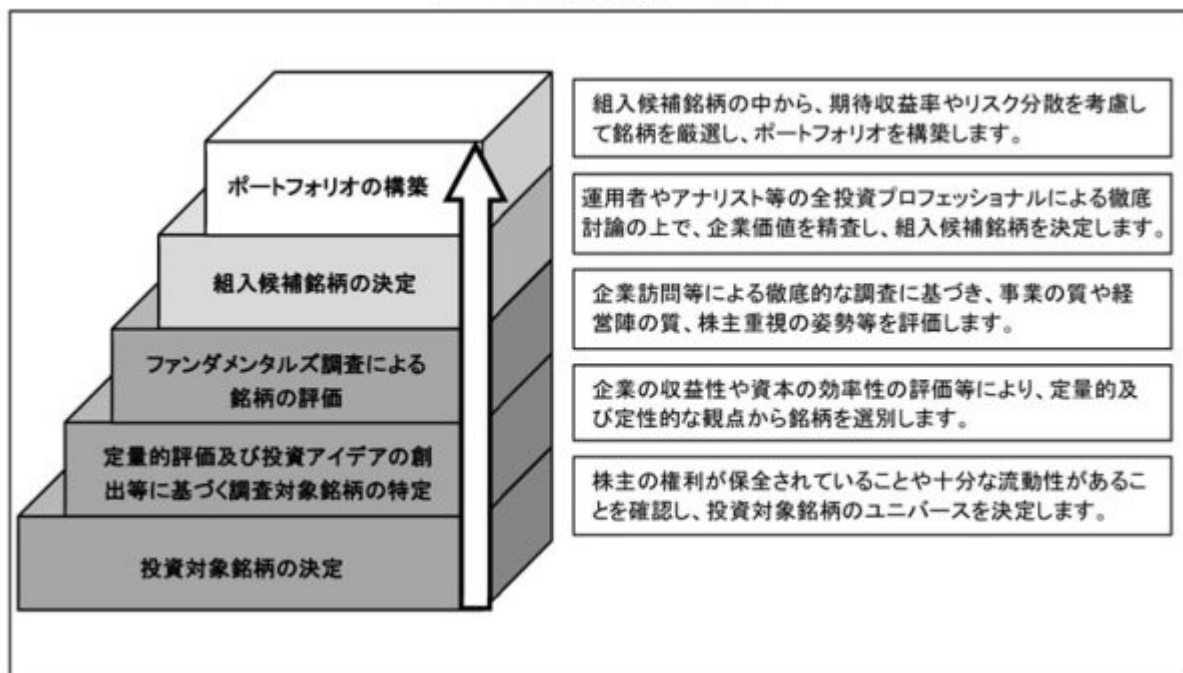 ポートフォリオの構築
組入候補銘柄の中から、期待収益率やリスク分散を考慮し
て銘柄を厳選し、ポートフォリオを構築します。
組入候補銘柄の決定
運用者やアナリスト等の全投資プロフェッショナルによる徹底
討論の上で、企業価値を精査し、組入候補銘柄を決定します。
ファンダメンタルズ調査による
銘柄の評価
企業訪問等による徹底的な調査に基づき、事業の質や経
営陣の質、株主重視の姿勢等を評価します。
定量的評価及び投資アイデアの創
出等に基づく調査対象銘柄の特定
企業の収益性や資本の効率性の評価等により、定量的及
び定性的な観点から銘柄を選別します。
投資対象銘柄の決定
株主の権利が保全されていることや十分な流動性があるこ
とを確認し、投資対象銘柄のユニバースを決定します。